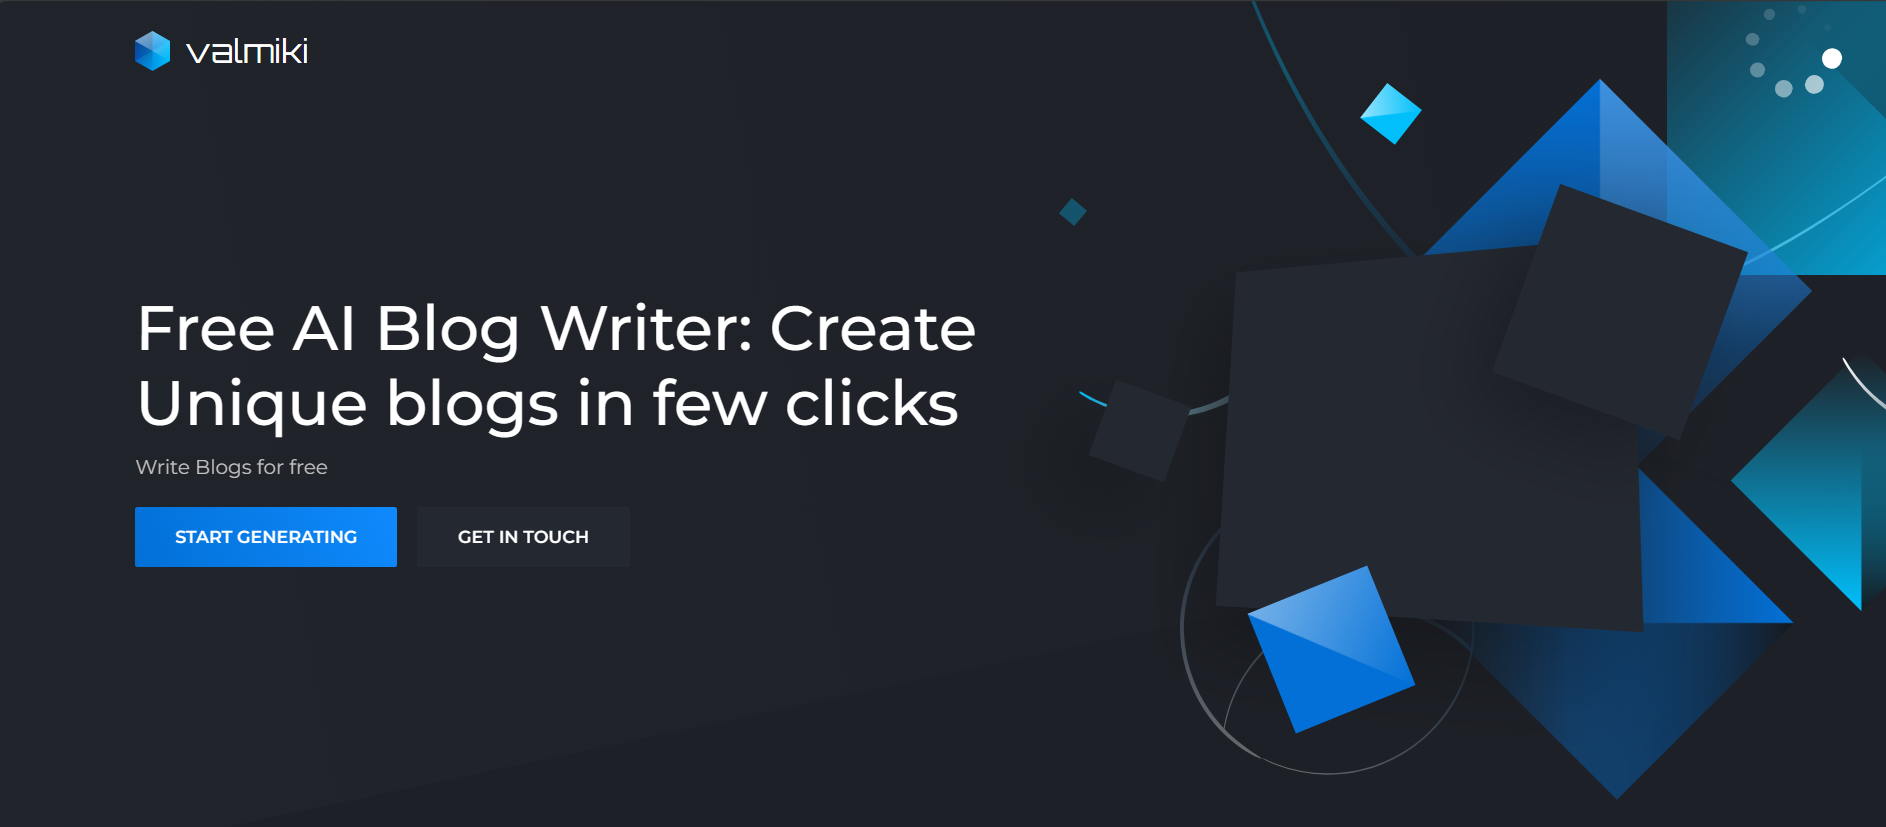 valmiki
Free AI Blog Writer: Create
Unique blogs in few clicks
Write Blogs for free
START GENERATING
GET IN TOUCH